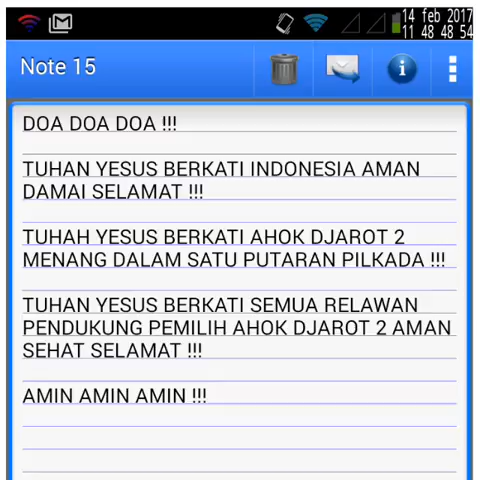 14 feb 2017
11 48 48 54
Note 15
DOA DOA DOA !!!
TUHAN YESUS BERKATI INDONESIA AMAN
DAMAI SELAMAT !!!
TUHAH YESUS BERKATI AHOK DJAROT 2
MENANG DALAM SATU PUTARAN PILKADA !!!
TUHAN YESUS BERKATI SEMUA RELAWAN
PENDUKUNG PEMILIH AHOK DJAROT 2 AMAN
SEHAT SELAMAT !!!
AMIN AMIN AMIN !!!